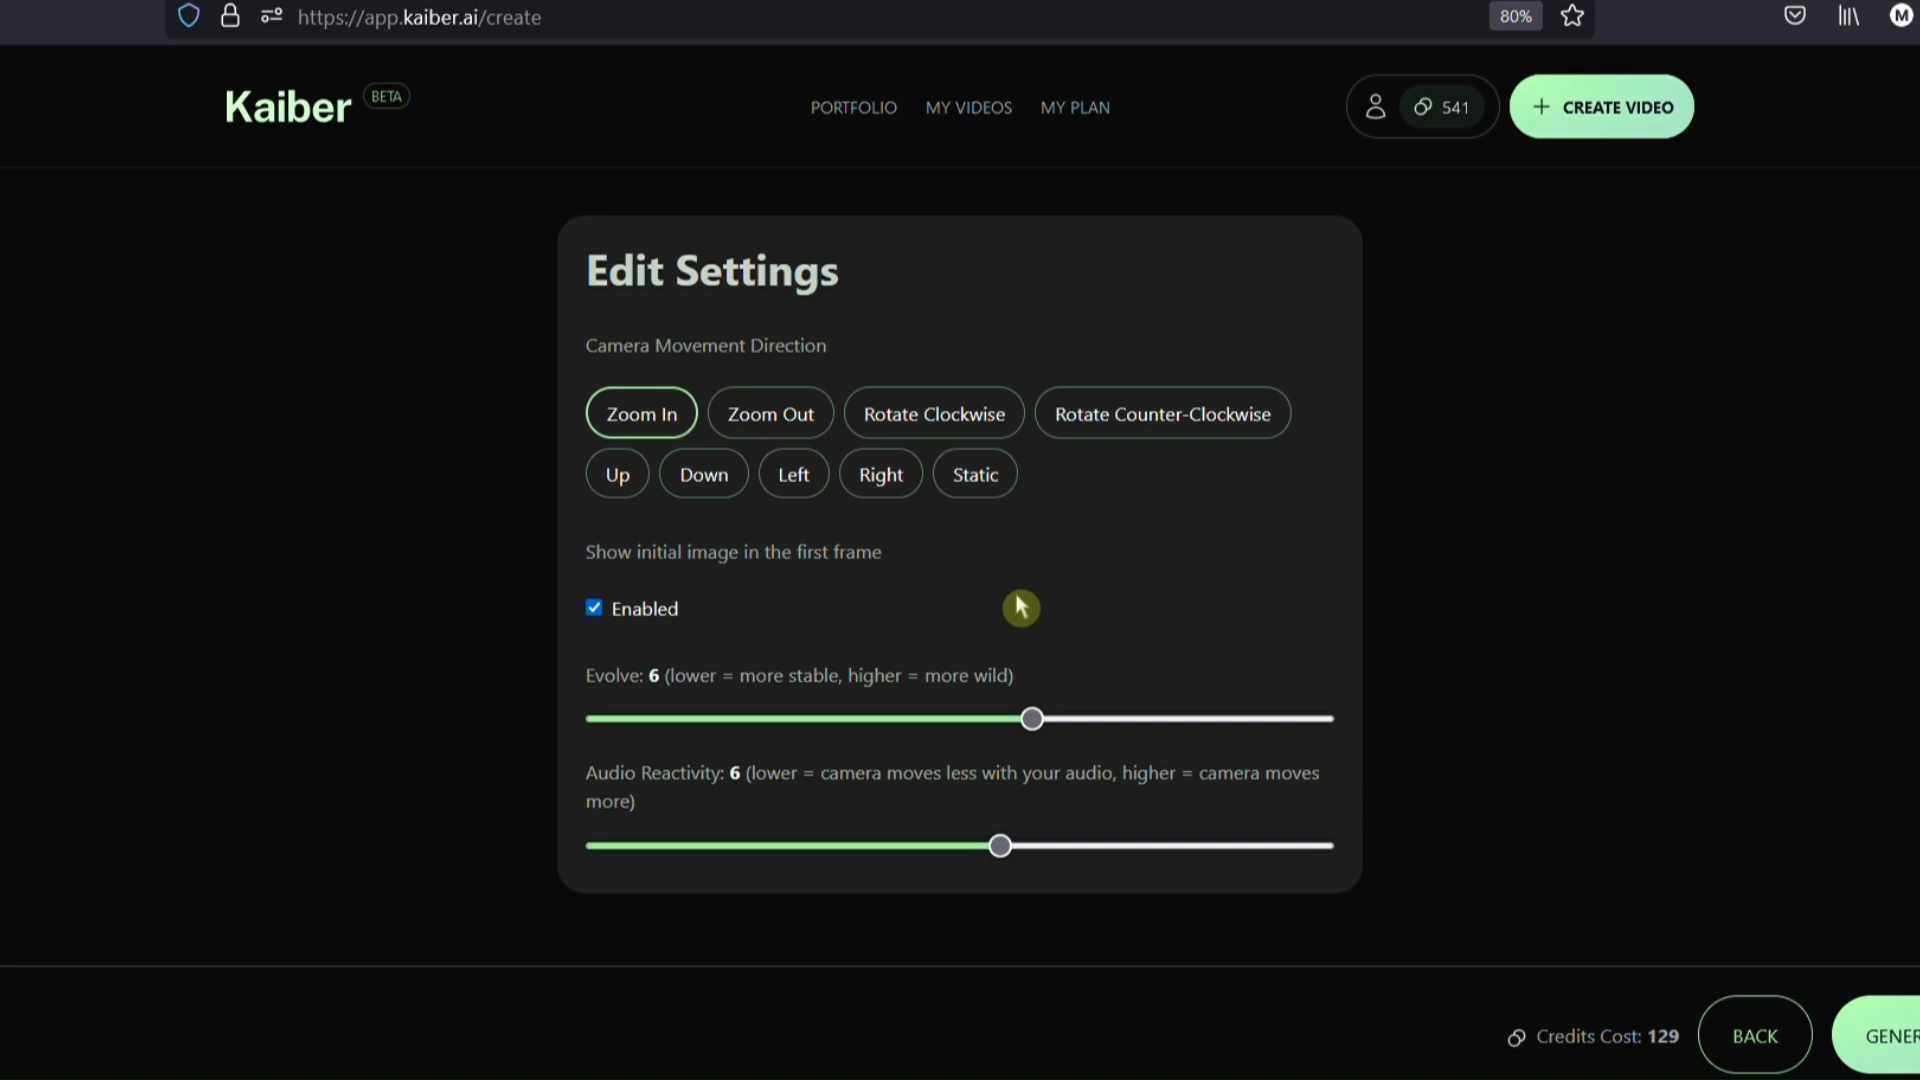 https://app.kaiber.ai/create
80%
M
Kaiber BETA
PORTFOLIO MY VIDEOS MY PLAN
541
+ CREATE VIDEO
Edit Settings
Camera Movement Direction
Zoom In Zoom Out Rotate Clockwise Rotate Counter-Clockwise
Up Down Left Right Static
Show initial image in the first frame
Enabled
Evolve: 6 (lower = more stable, higher = more wild)
Audio Reactivity: 6 (lower = camera moves less with your audio, higher = camera moves
more)
Credits Cost: 129
BACK
GENER